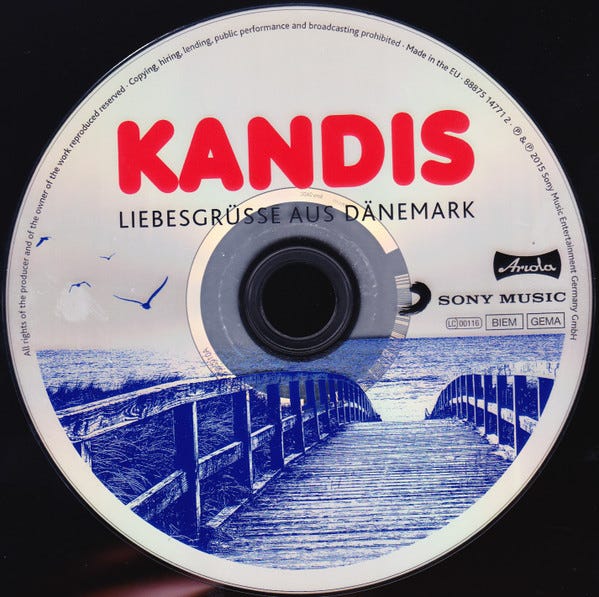 All rights of the producer and of the owner of the work reproduced reserved · Copying, hiring, lending, public performance and broadcasting prohibited · Made in the EU · 88875 14771 2 · ℗ & ℗ 2015 Sony Music Entertainment Germany GmbH
KANDIS
LIEBESGRÜSSE AUS DÄNEMARK
Ariola
SONY MUSIC
LC 00116 BIEM GEMA